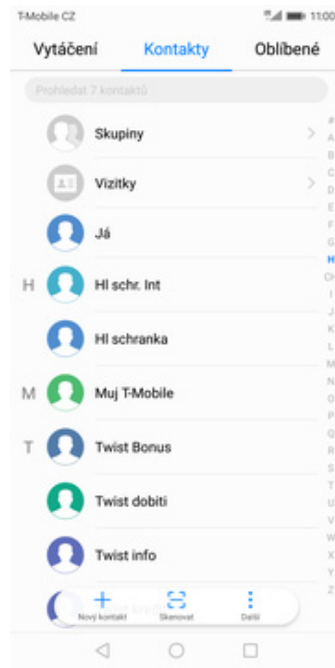 T-Mobile CZ 11:00
Vytáčení Kontakty Oblíbené
Prohledat 7 kontaktů
Skupiny
Vizitky
Já
H
Hl schr. Int
Hl schranka
M
Muj T-Mobile
T
Twist Bonus
Twist dobiti
Twist info
Nový kontakt Skenovat Další
#
A
B
C
D
E
F
G
H
CH
I
J
K
L
M
N
O
P
Q
R
S
T
U
V
W
X
Y
Z